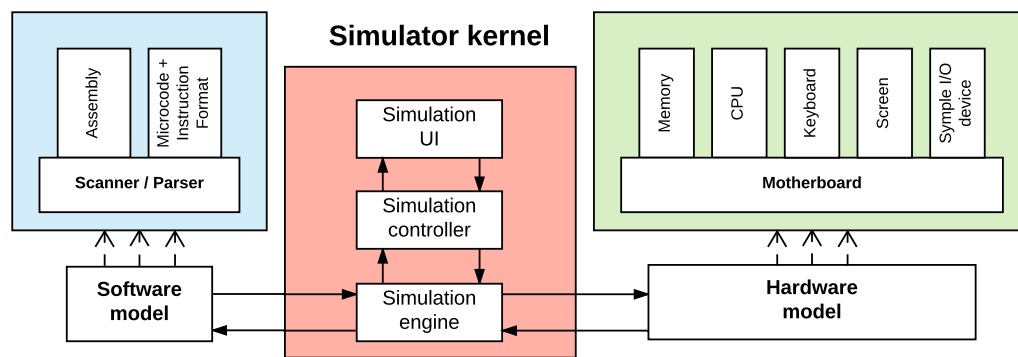 Simulator kernel
Assembly
Microcode +
Instruction
Format
Scanner / Parser
Software
model
Simulation
UI
Simulation
controller
Simulation
engine
Memory
CPU
Keyboard
Screen
Symple I/O
device
Motherboard
Hardware
model